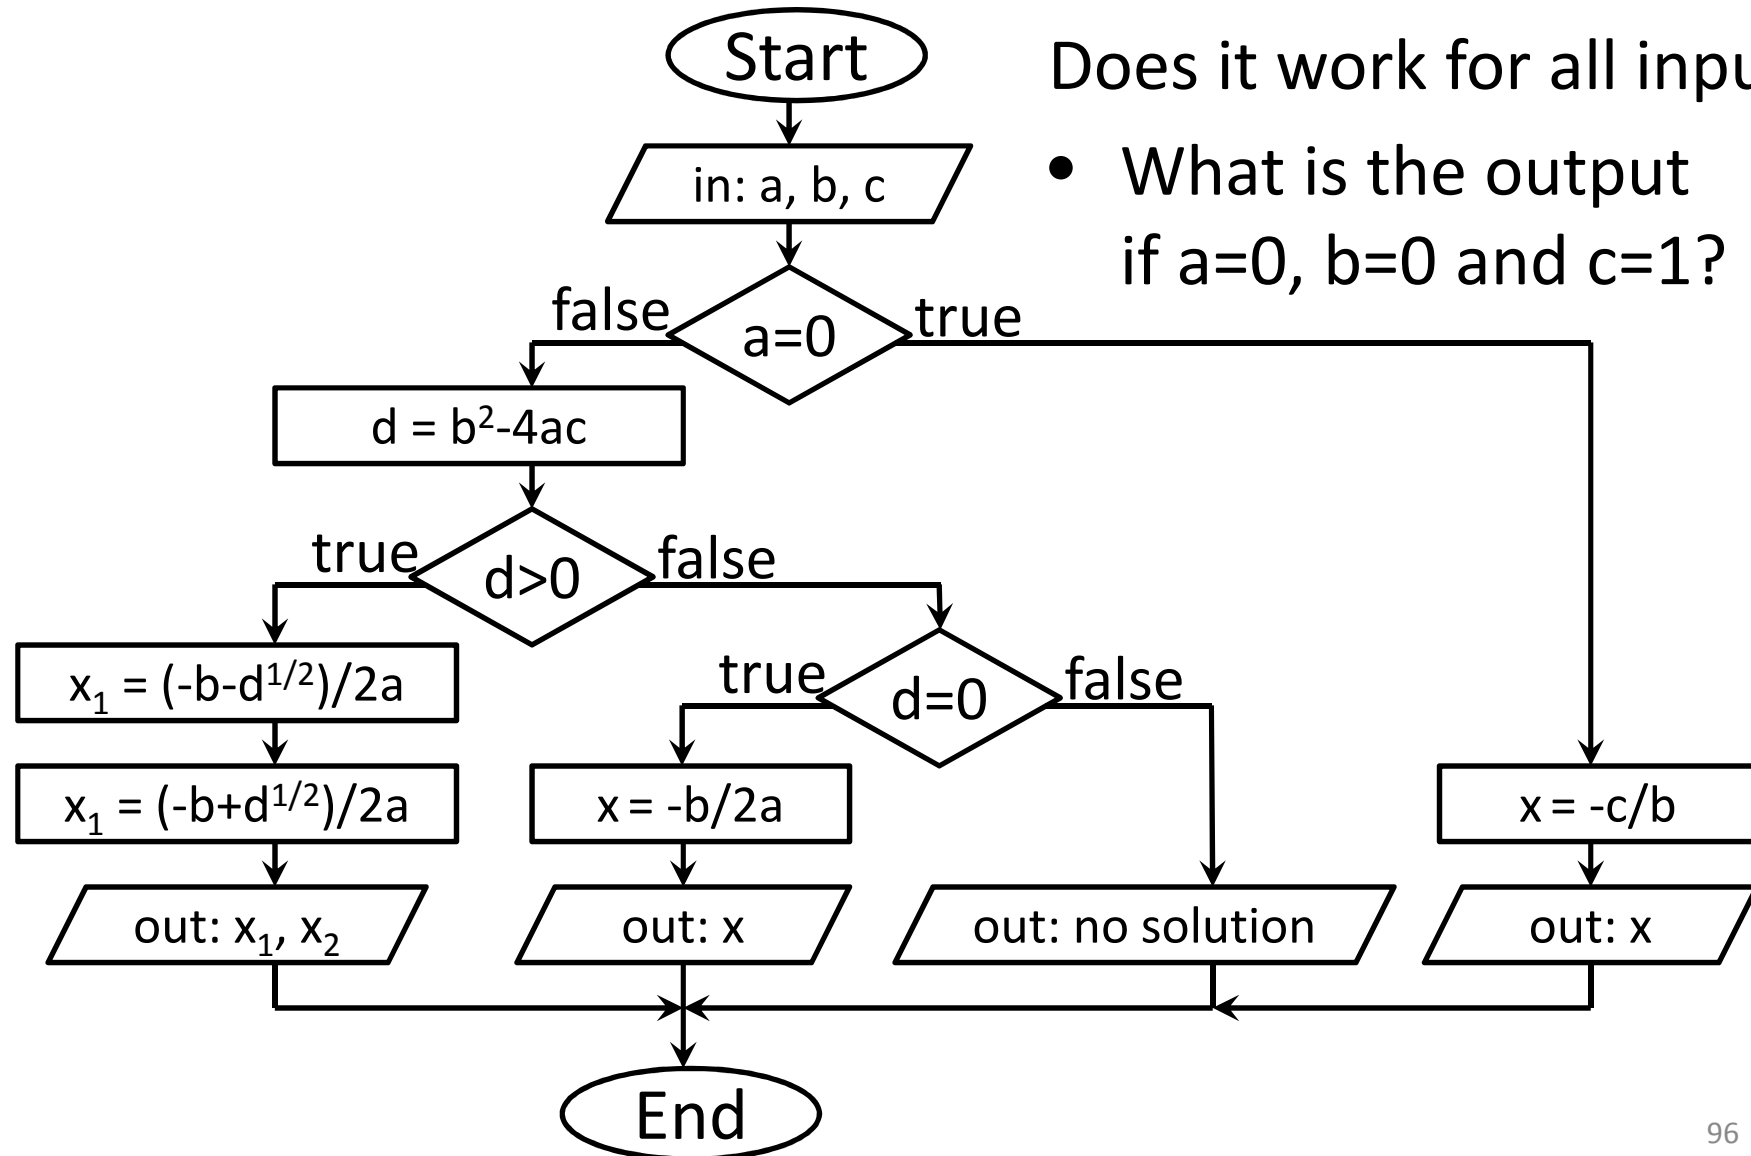 Start
Does it work for all inpu
in: a, b, c
• What is the output
if a=0, b=0 and c=1?
false
a=0
true
d = b²-4ac
true
d>0
false
x₁ = (-b-d¹/²)/2a
true
d=0
false
x₁ = (-b+d¹/²)/2a
x = -b/2a
x = -c/b
out: x₁, x₂
out: x
out: no solution
out: x
End
96